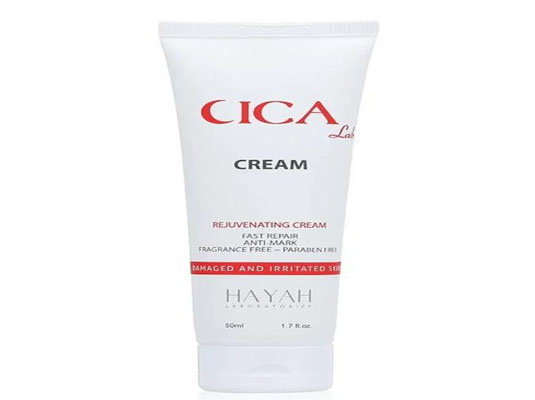 CICA
Lab
CREAM
REJUVENATING CREAM
FAST REPAIR
ANTI-MARK
FRAGRANCE FREE – PARABEN FREE
DAMAGED AND IRRITATED SKIN
HAYAH
LABORATORIES
50ml 1.7 fl.oz.